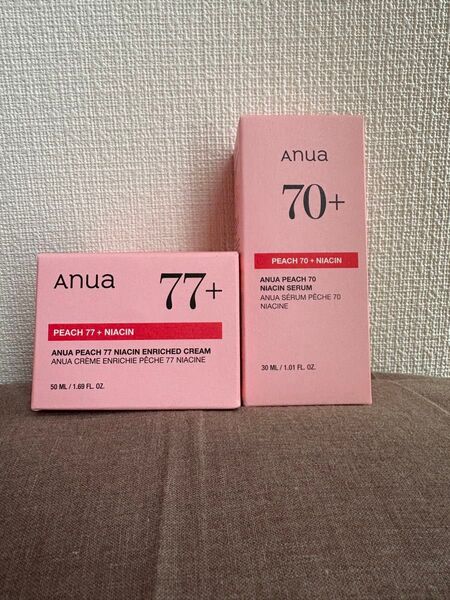 Anua
77+
PEACH 77 + NIACIN
ANUA PEACH 77 NIACIN ENRICHED CREAM
ANUA CRÈME ENRICHIE PÊCHE 77 NIACINE
50 ML / 1.69 FL. OZ.
Anua
70+
PEACH 70 + NIACIN
ANUA PEACH 70
NIACIN SERUM
ANUA SÉRUM PÊCHE 70
NIACINE
30 ML / 1.01 FL. OZ.